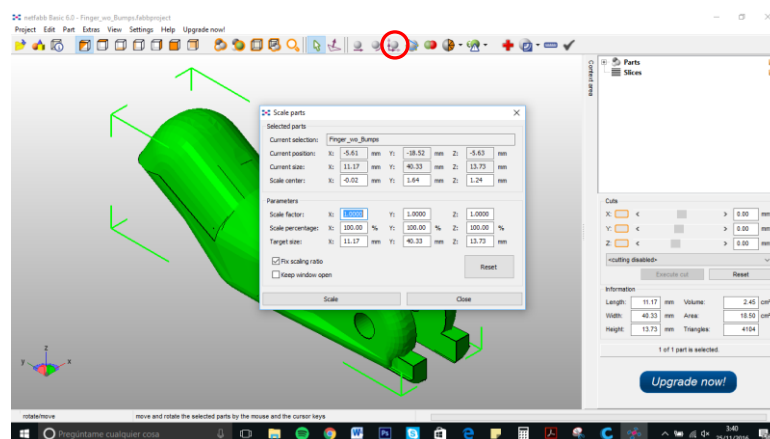 netfabb Basic 6.0 - Finger_wo_Bumps.fabbproject
Project Edit Part Extras View Settings Help Upgrade now!
Context area
Parts
Slices
Scale parts
Selected parts
Current selection: Finger_wo_Bumps
Current position: X: -5.61 mm Y: -18.52 mm Z: -5.63 mm
Current size: X: 11.17 mm Y: 40.33 mm Z: 13.73 mm
Scale center: X: -0.02 mm Y: 1.64 mm Z: 1.24 mm
Parameters
Scale factor: X: 1.0000 Y: 1.0000 Z: 1.0000
Scale percentage: X: 100.00 % Y: 100.00 % Z: 100.00 %
Target size: X: 11.17 mm Y: 40.33 mm Z: 13.73 mm
Fix scaling ratio
Keep window open
Reset
Scale Close
Cuts
X: < > 0.00 mm
Y: < > 0.00 mm
Z: < > 0.00 mm
<cutting disabled>
Execute cut Reset
Information
Length: 11.17 mm Volume: 2.45 cm³
Width: 40.33 mm Area: 18.50 cm²
Height: 13.73 mm Triangles: 4104
1 of 1 part is selected.
Upgrade now!
z
y x
rotate/move move and rotate the selected parts by the mouse and the cursor keys
Pregúntame cualquier cosa
3:40
25/11/2016